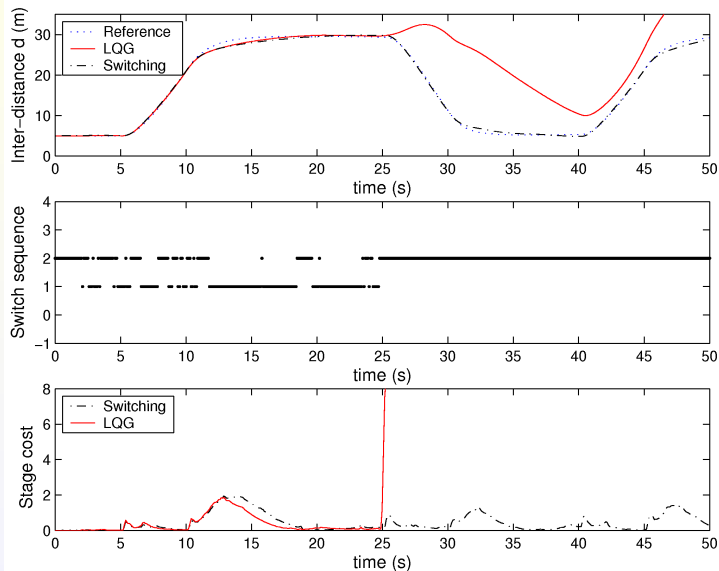 Inter-distance d (m)
30
20
10
0
Reference
LQG
Switching
0 5 10 15 20 25 30 35 40 45 50
time (s)
Switch sequence
4
3
2
1
0
-1
0 5 10 15 20 25 30 35 40 45 50
time (s)
Stage cost
8
6
4
2
0
Switching
LQG
0 5 10 15 20 25 30 35 40 45 50
time (s)